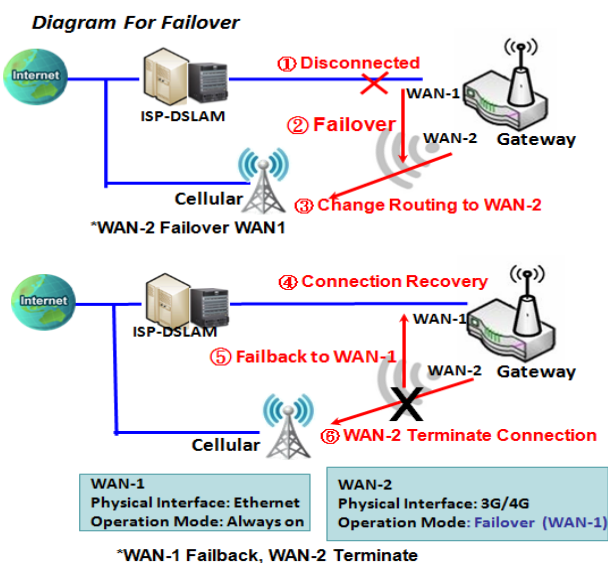 Diagram For Failover
Internet
① Disconnected
WAN-1
ISP-DSLAM
② Failover
WAN-2
Gateway
Cellular
③ Change Routing to WAN-2
*WAN-2 Failover WAN1
Internet
④ Connection Recovery
WAN-1
ISP-DSLAM
⑤ Failback to WAN-1
WAN-2
Gateway
Cellular
⑥ WAN-2 Terminate Connection
WAN-1
Physical Interface: Ethernet
Operation Mode: Always on
WAN-2
Physical Interface: 3G/4G
Operation Mode: Failover (WAN-1)
*WAN-1 Failback, WAN-2 Terminate